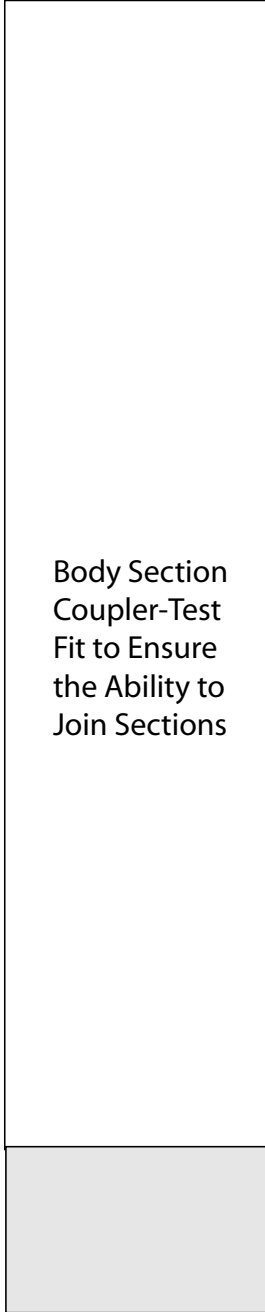 Body Section
Coupler-Test
Fit to Ensure
the Ability to
Join Sections